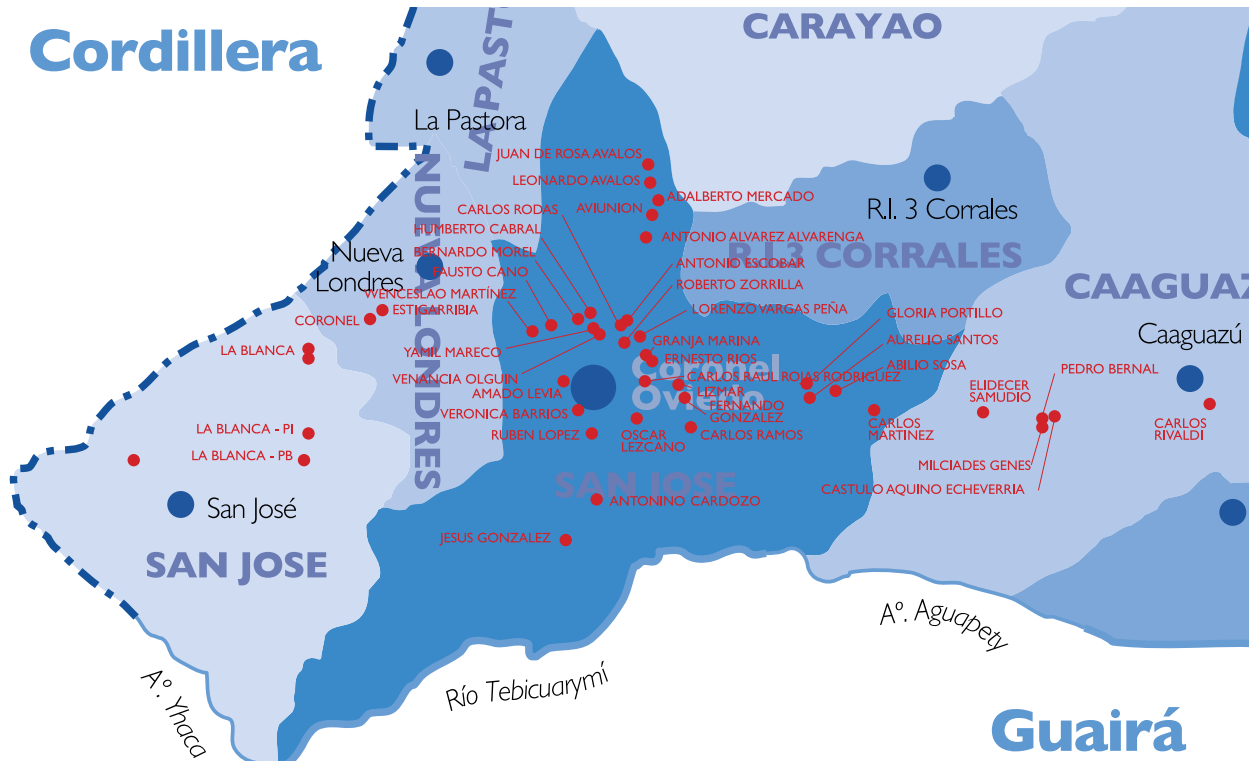 Cordillera
CARAYAO
LA PAST
La Pastora
JUAN DE ROSA AVALOS
LEONARDO AVALOS
ADALBERTO MERCADO
CARLOS RODAS
AVIUNION
R.I. 3 Corrales
HUMBERTO CABRAL
ANTONIO ALVAREZ ALVARENGA
R.I.3 CORRALES
NUEVA LONDRES
Nueva
Londres
BERNARDO MOREL
ANTONIO ESCOBAR
FAUSTO CANO
ROBERTO ZORRILLA
CAAGUAZ
WENCESLAO MARTÍNEZ
ESTIGARRIBIA
LORENZO VARGAS PEÑA
GLORIA PORTILLO
CORONEL
Caaguazú
GRANJA MARINA
AURELIO SANTOS
LA BLANCA
YAMIL MARECO
ERNESTO RIOS
ABILIO SOSA
PEDRO BERNAL
Coronel
Oviedo
VENANCIA OLGUIN
CARLOS RAUL ROJAS RODRIGUEZ
AMADO LEVIA
LIZMAR
ELIDECER
SAMUDIO
FERNANDO
GONZALEZ
VERONICA BARRIOS
LA BLANCA - PI
RUBEN LOPEZ
OSCAR
LEZCANO
CARLOS RAMOS
CARLOS
MARTINEZ
CARLOS
RIVALDI
LA BLANCA - PB
MILCIADES GENES
SAN JOSE
CASTULO AQUINO ECHEVERRIA
San José
ANTONINO CARDOZO
JESUS GONZALEZ
SAN JOSE
Aº. Aguapety
Aº. Yhaca
Río Tebicuarymí
Guairá